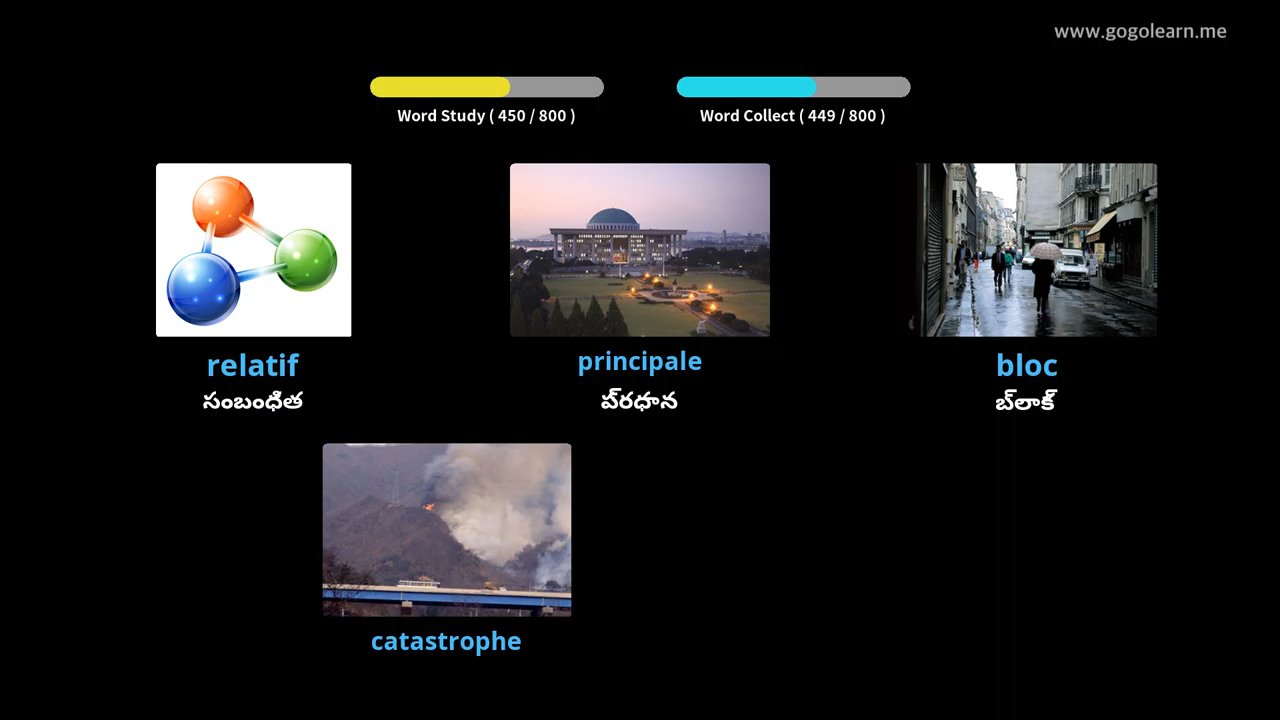 www.gogolearn.me
Word Study ( 450 / 800 )
Word Collect ( 449 / 800 )
relatif
principale
bloc
సంబంధిత
ప్రధాన
బ్లాక్
catastrophe